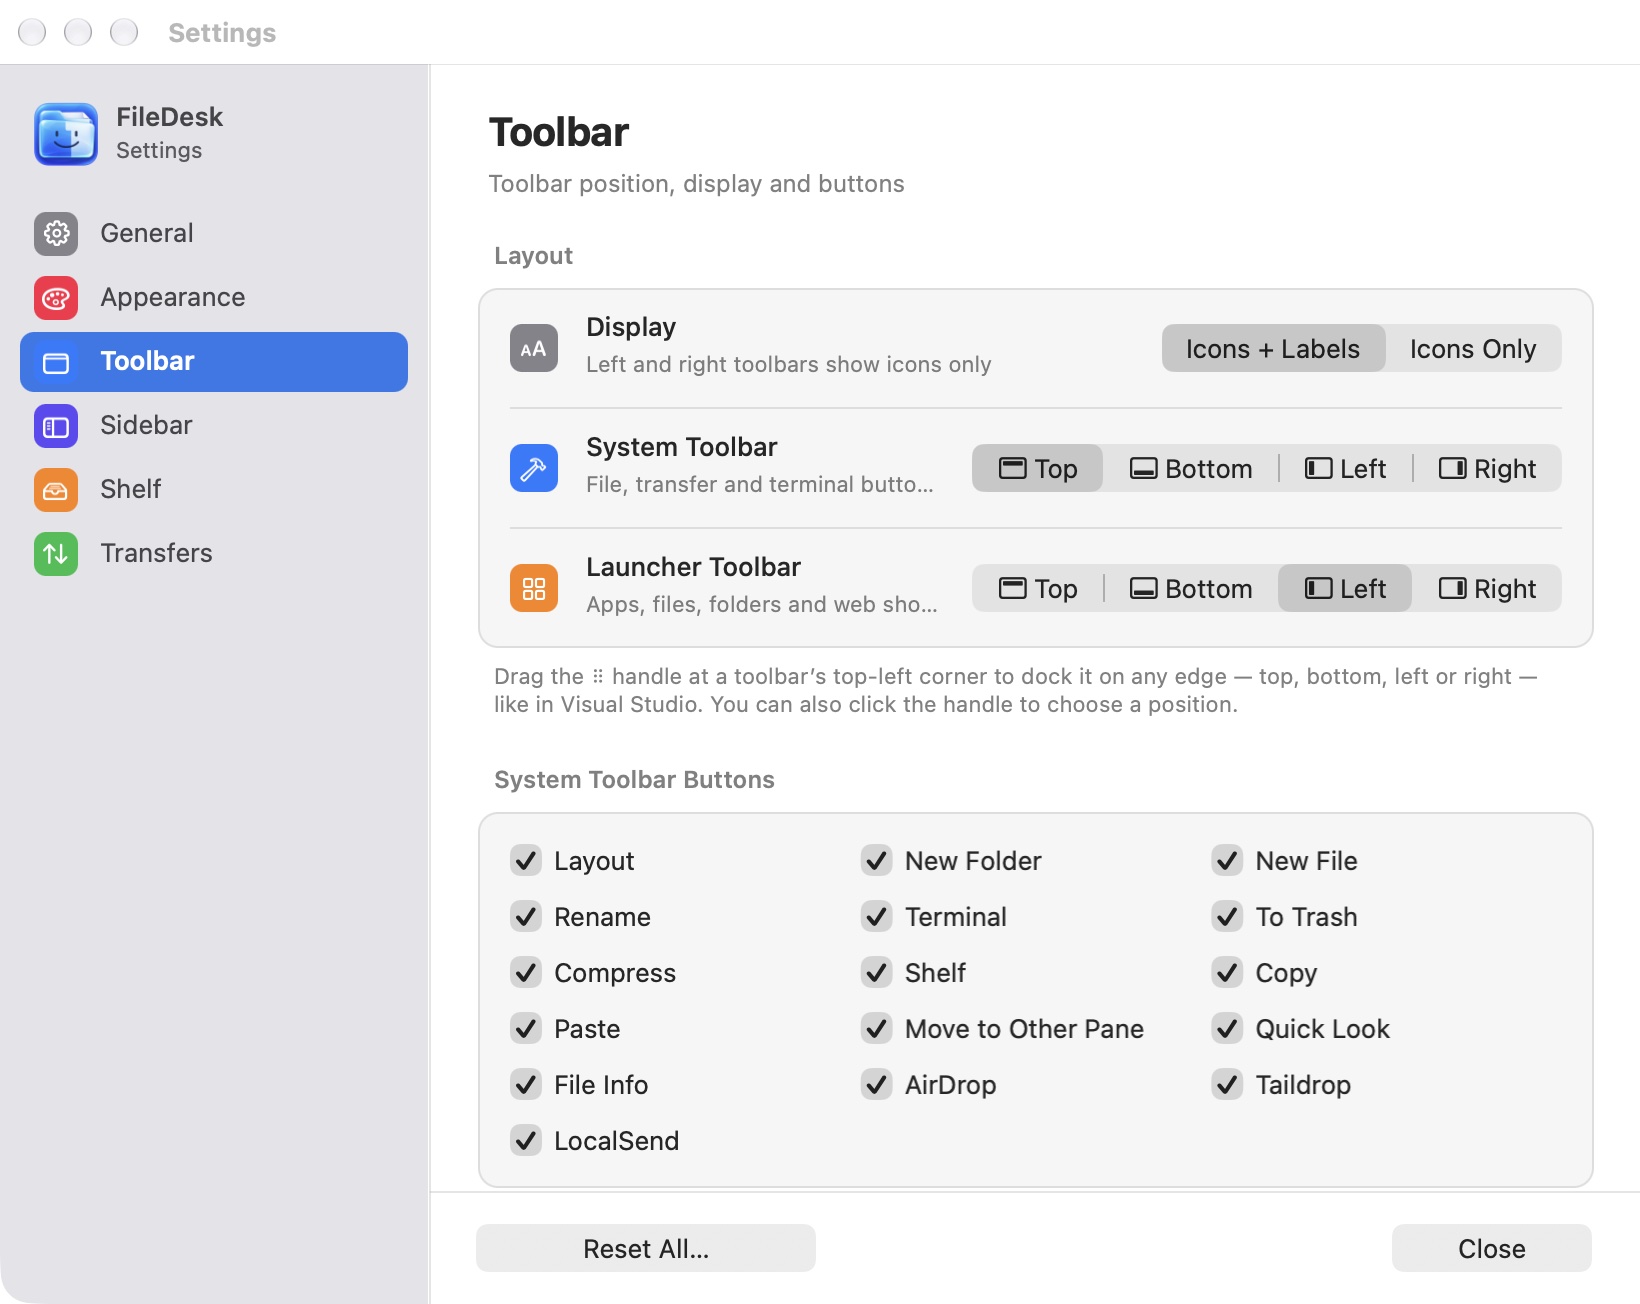 Settings
FileDesk
Settings
General
Appearance
Toolbar
Sidebar
Shelf
Transfers
Toolbar
Toolbar position, display and buttons
Layout
AA
Display
Left and right toolbars show icons only
Icons + Labels
Icons Only
System Toolbar
File, transfer and terminal butto...
Top
Bottom
Left
Right
Launcher Toolbar
Apps, files, folders and web sho...
Top
Bottom
Left
Right
Drag the ⠿ handle at a toolbar’s top-left corner to dock it on any edge — top, bottom, left or right —
like in Visual Studio. You can also click the handle to choose a position.
System Toolbar Buttons
Layout
New Folder
New File
Rename
Terminal
To Trash
Compress
Shelf
Copy
Paste
Move to Other Pane
Quick Look
File Info
AirDrop
Taildrop
LocalSend
Reset All...
Close